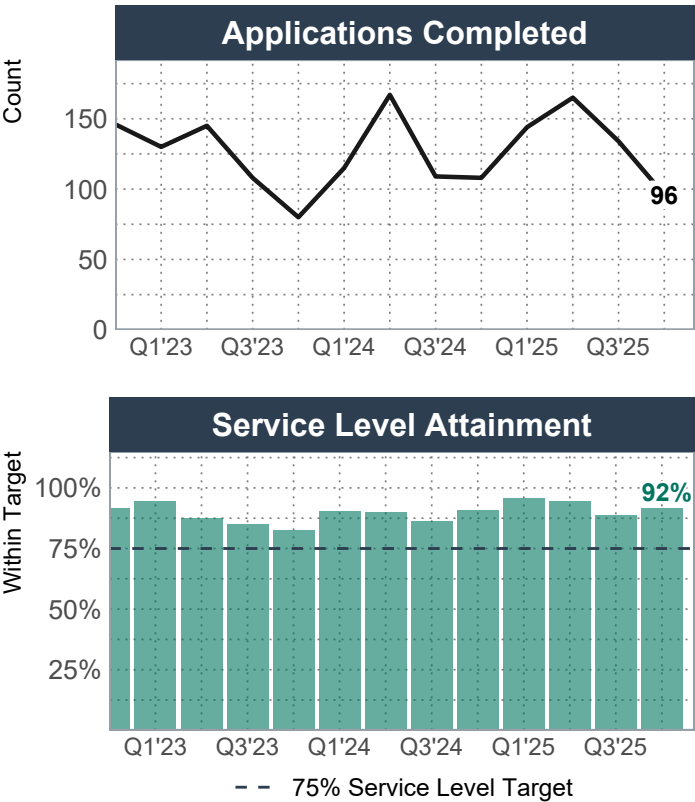 Applications Completed
Count
150
100
50
0
96
Q1'23 Q3'23 Q1'24 Q3'24 Q1'25 Q3'25
Service Level Attainment
Within Target
100%
75%
50%
25%
92%
Q1'23 Q3'23 Q1'24 Q3'24 Q1'25 Q3'25
75% Service Level Target